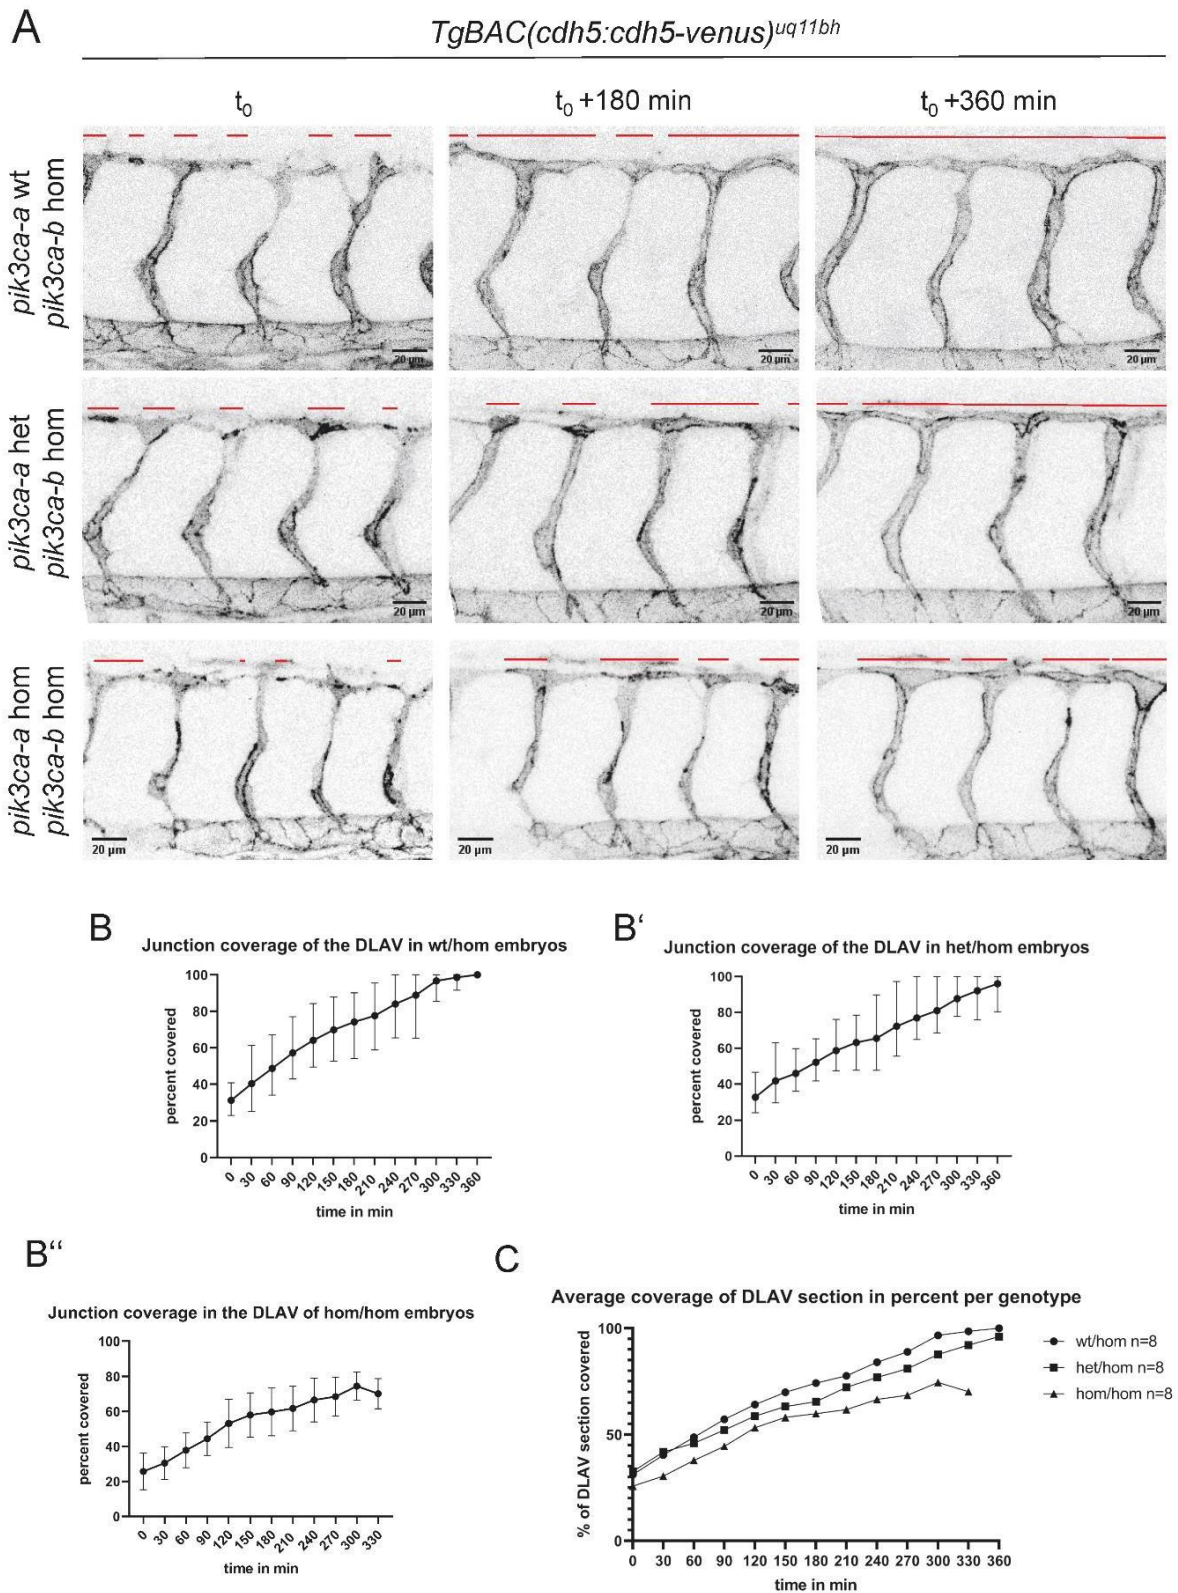 A
TgBAC(cdh5:cdh5-venus)uq11bh
t0
t0 +180 min
t0 +360 min
pik3ca-a wt
pik3ca-b hom
20 µm
20 µm
20 µm
pik3ca-a het
pik3ca-b hom
20 µm
20 µm
20 µm
pik3ca-a hom
pik3ca-b hom
20 µm
20 µm
20 µm
B
Junction coverage of the DLAV in wt/hom embryos
percent covered
100
80
60
40
20
0
0 30 60 90 120 150 180 210 240 270 300 330 360
time in min
B'
Junction coverage of the DLAV in het/hom embryos
percent covered
100
80
60
40
20
0
0 30 60 90 120 150 180 210 240 270 300 330 360
time in min
B"
Junction coverage in the DLAV of hom/hom embryos
percent covered
100
80
60
40
20
0
0 30 60 90 120 150 180 210 240 270 300 330
time in min
C
Average coverage of DLAV section in percent per genotype
% of DLAV section covered
100
50
0
0 30 60 90 120 150 180 210 240 270 300 330 360
time in min
wt/hom n=8
het/hom n=8
hom/hom n=8